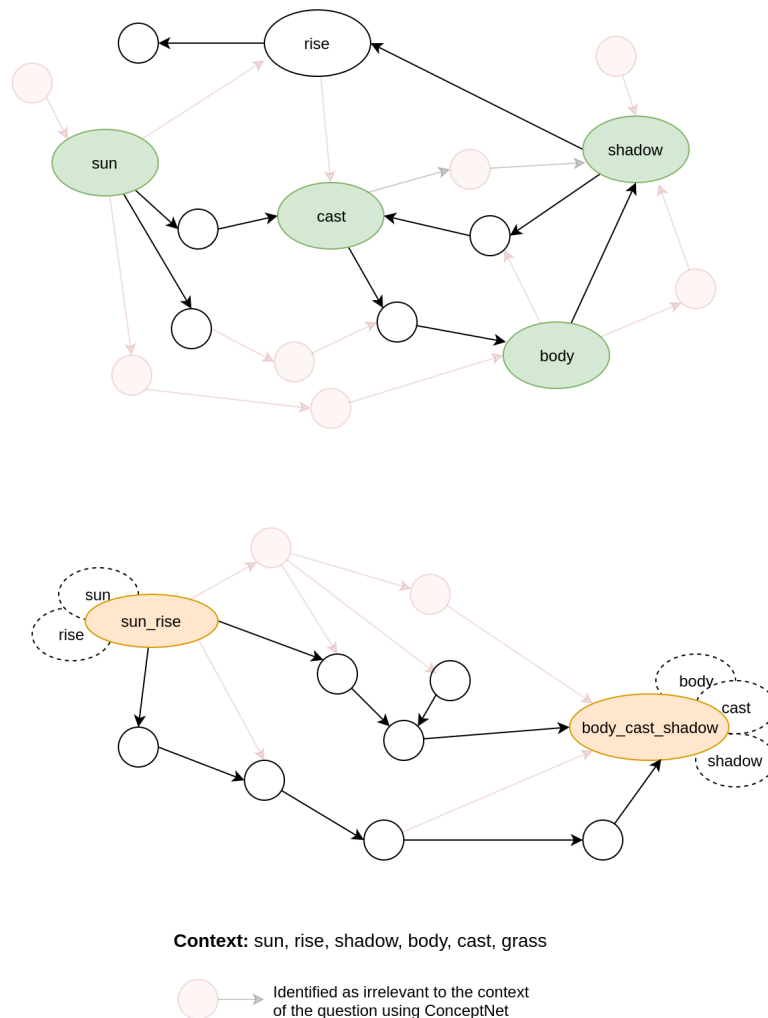 rise
sun
shadow
cast
body
sun
rise
sun_rise
body
cast
body_cast_shadow
shadow
Context: sun, rise, shadow, body, cast, grass
Identified as irrelevant to the context
of the question using ConceptNet